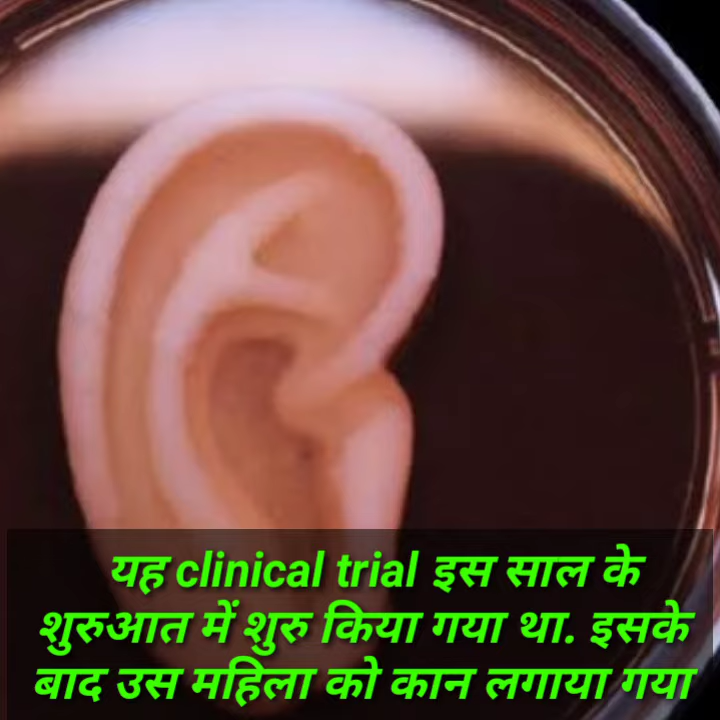 यह clinical trial इस साल के
शुरुआत में शुरु किया गया था. इसके
बाद उस महिला को कान लगाया गया